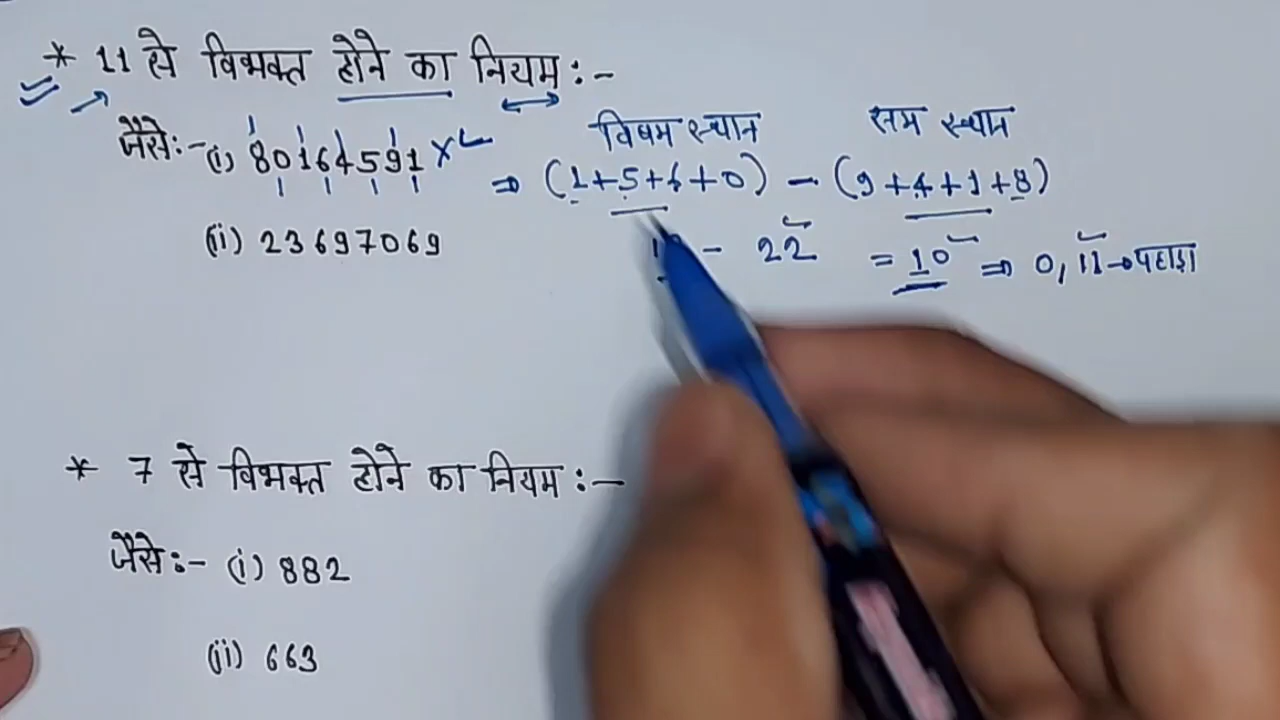 * 11 से विभक्त होने का नियम :-
विषम स्थान सम स्थान
जैसे:- (i) 80164591 × ⇒ (1+5+6+0) - (9+4+1+8)
(ii) 23697069 - 22 = 10 ⇒ 0, 11 → पहाड़ा
* 7 से विभक्त होने का नियम :-
जैसे:- (i) 882
(ii) 663